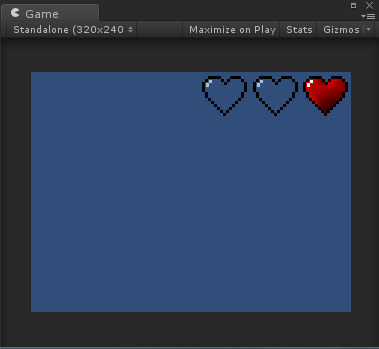 Game
Standalone (320x240
Maximize on Play
Stats
Gizmos